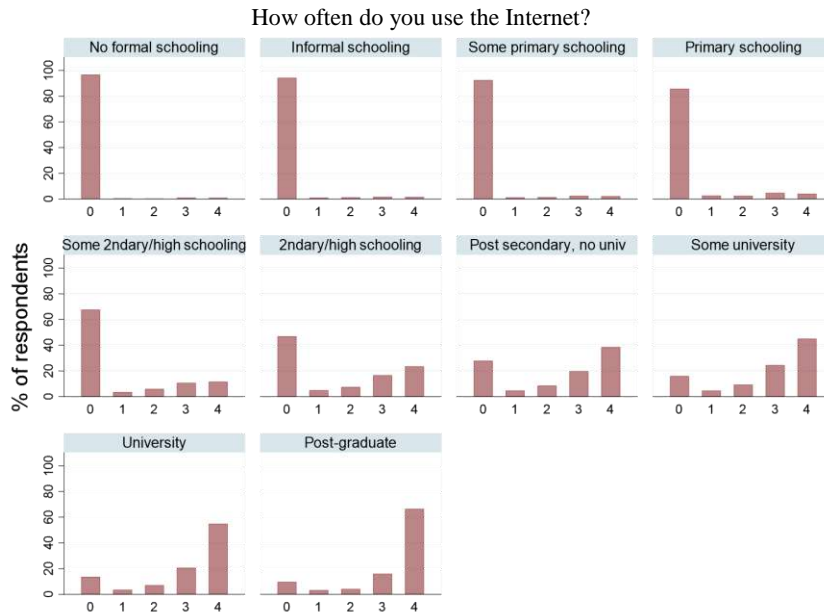 How often do you use the Internet?
No formal schooling Informal schooling Some primary schooling Primary schooling
100
80
60
40
20
0
0 1 2 3 4 0 1 2 3 4 0 1 2 3 4 0 1 2 3 4
Some 2ndary/high schooling 2ndary/high schooling Post secondary, no univ Some university
100
80
60
40
20
0
0 1 2 3 4 0 1 2 3 4 0 1 2 3 4 0 1 2 3 4
% of respondents
University Post-graduate
100
80
60
40
20
0
0 1 2 3 4 0 1 2 3 4